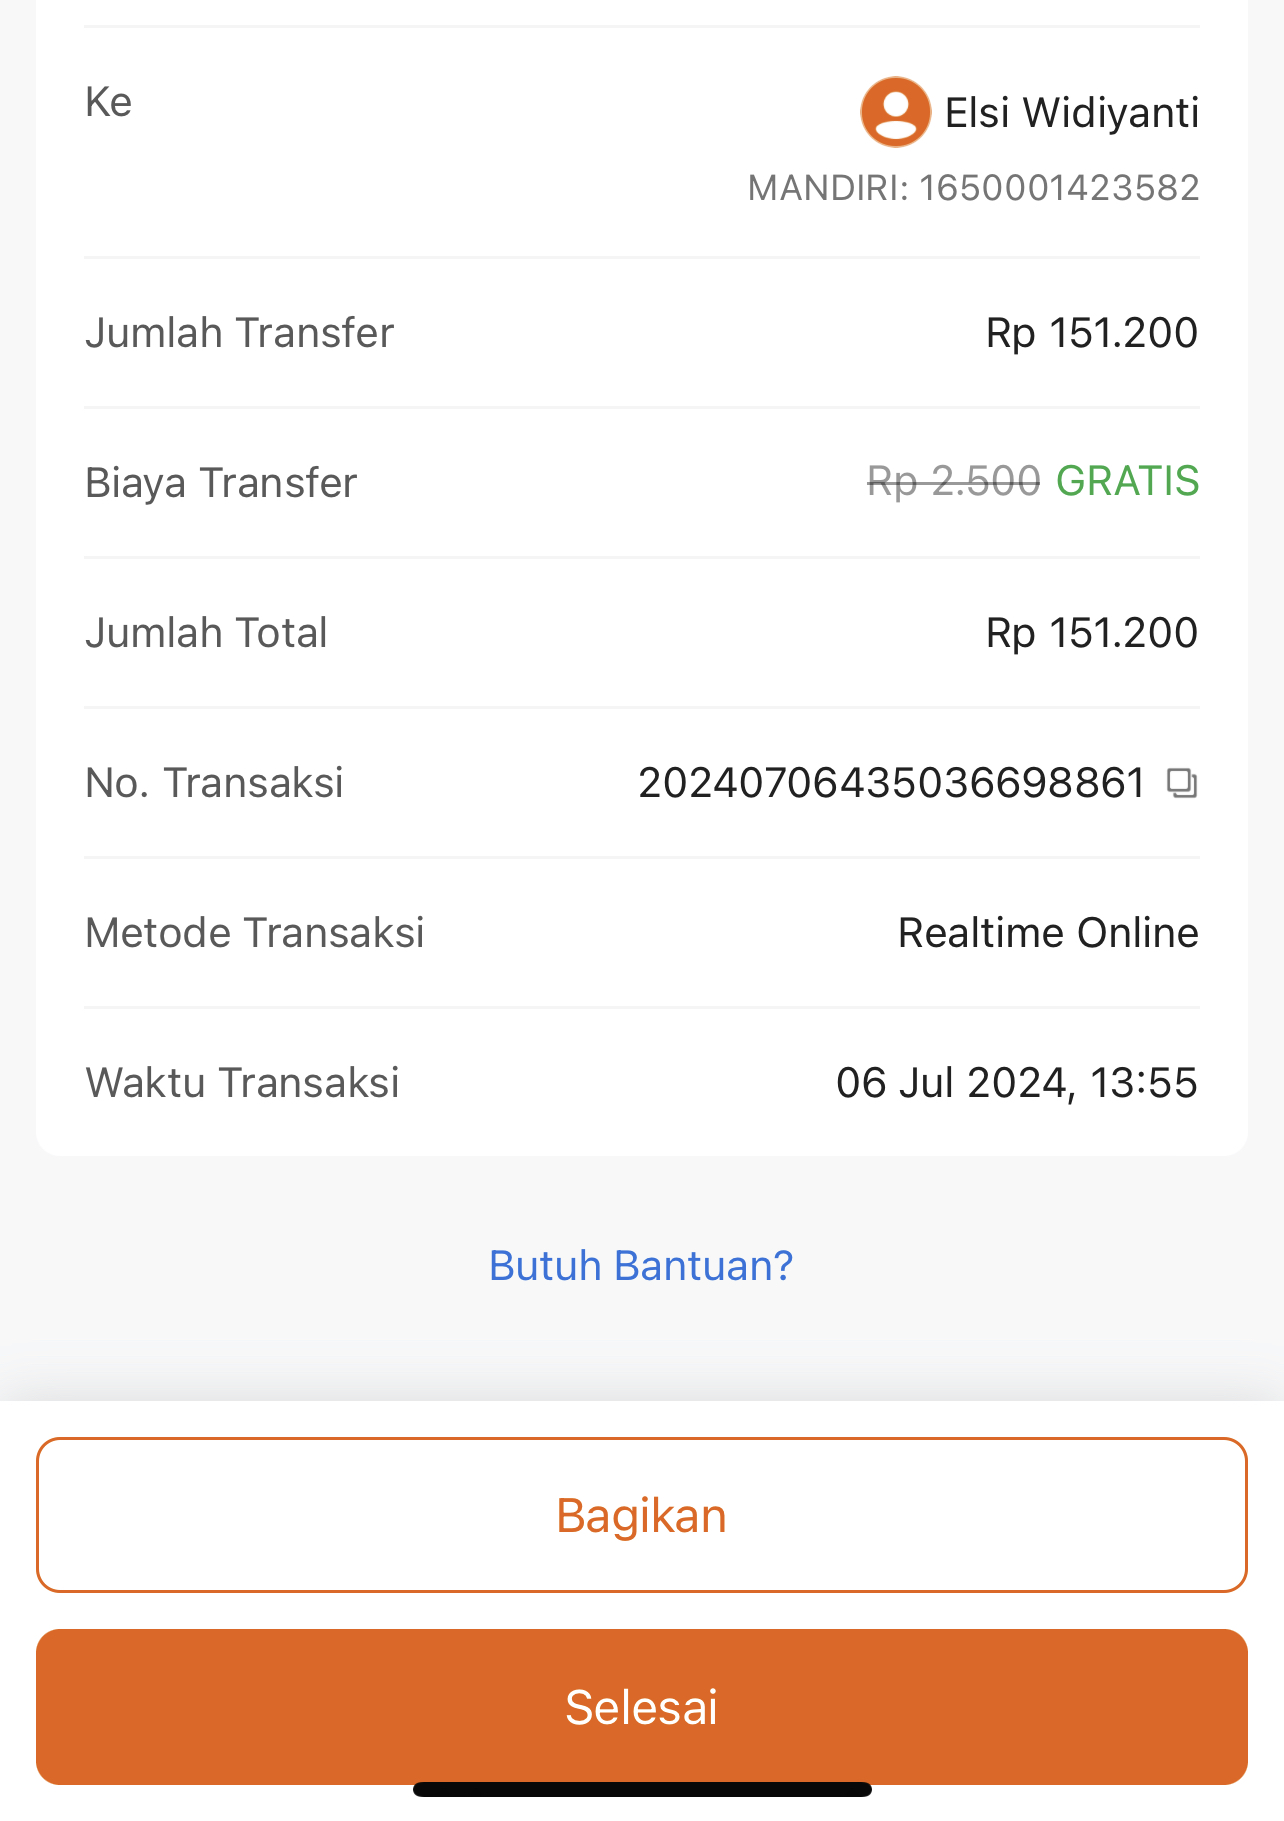 Ke
Elsi Widiyanti
MANDIRI: 1650001423582
Jumlah Transfer Rp 151.200
Biaya Transfer Rp 2.500 GRATIS
Jumlah Total Rp 151.200
No. Transaksi 20240706435036698861
Metode Transaksi Realtime Online
Waktu Transaksi 06 Jul 2024, 13:55
Butuh Bantuan?
Bagikan
Selesai